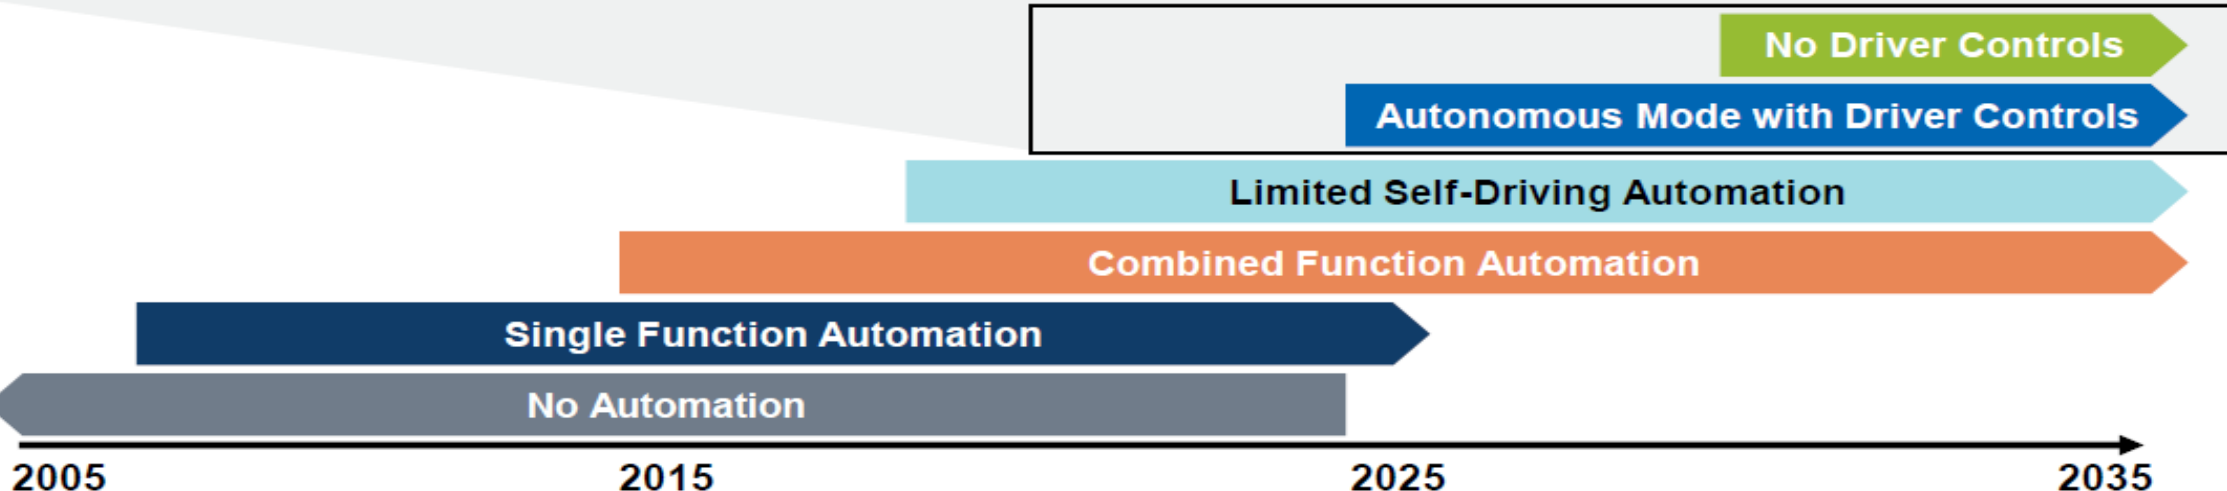 No Driver Controls
Autonomous Mode with Driver Controls
Limited Self-Driving Automation
Combined Function Automation
Single Function Automation
No Automation
2005 2015 2025 2035